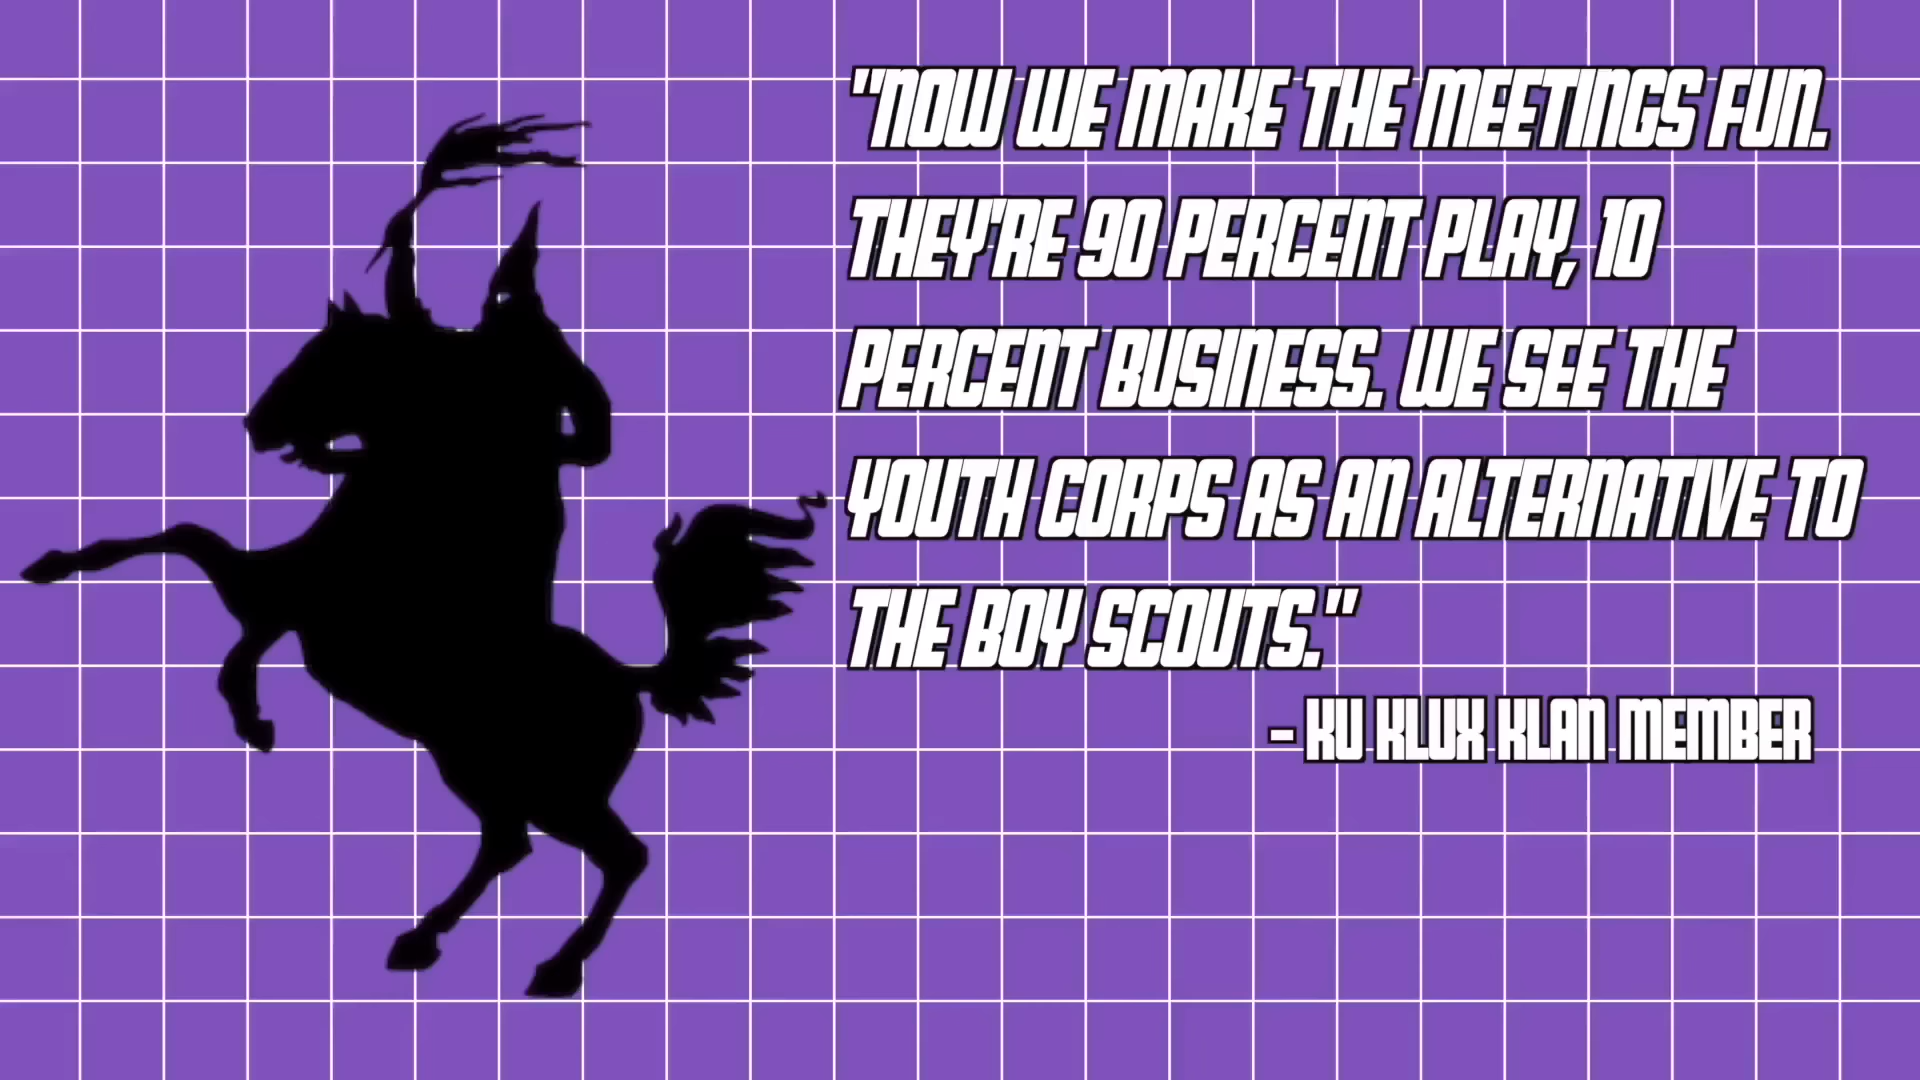 "NOW WE MAKE THE MEETINGS FUN.
THEY'RE 90 PERCENT PLAY, 10
PERCENT BUSINESS. WE SEE THE
YOUTH CORPS AS AN ALTERNATIVE TO
THE BOY SCOUTS."
- KU KLUX KLAN MEMBER